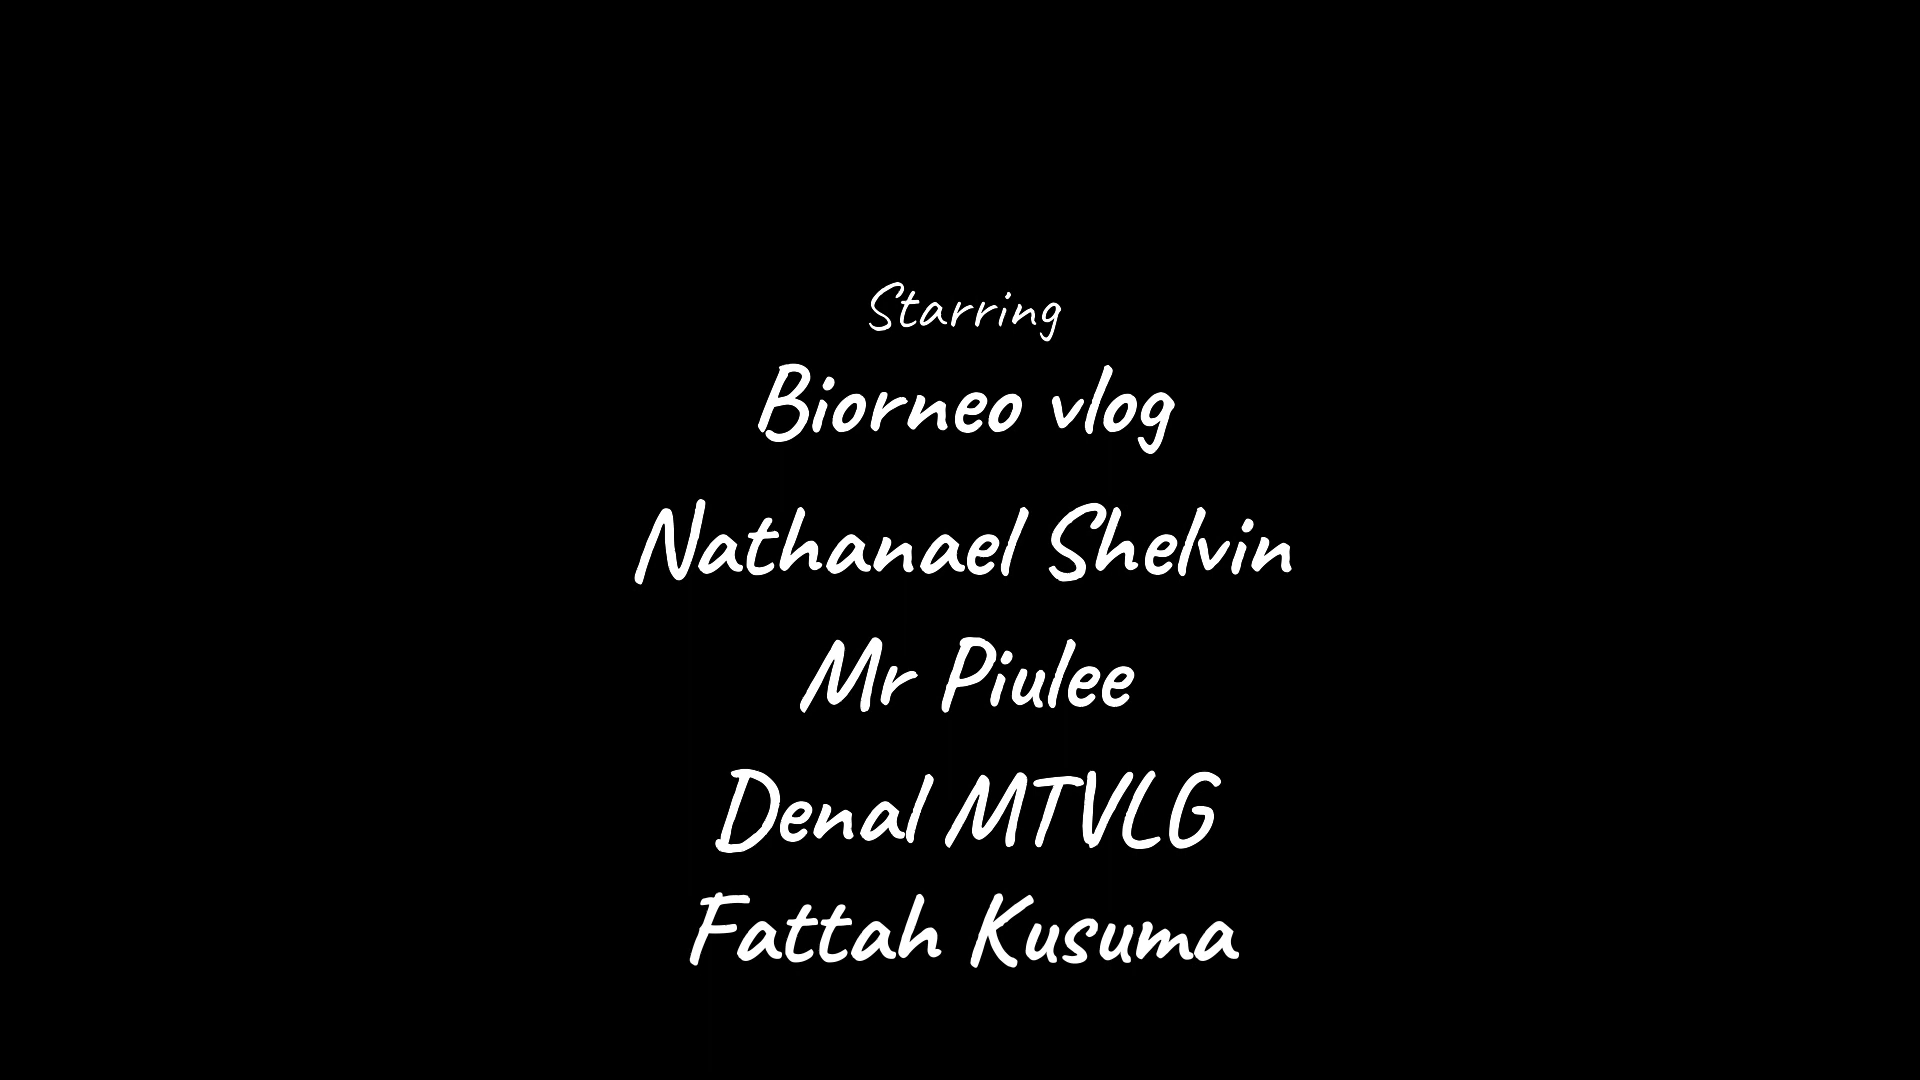 Starring
Biorneo vlog
Nathanael Shelvin
Mr Piulee
Denal MTVLG
Fattah Kusuma